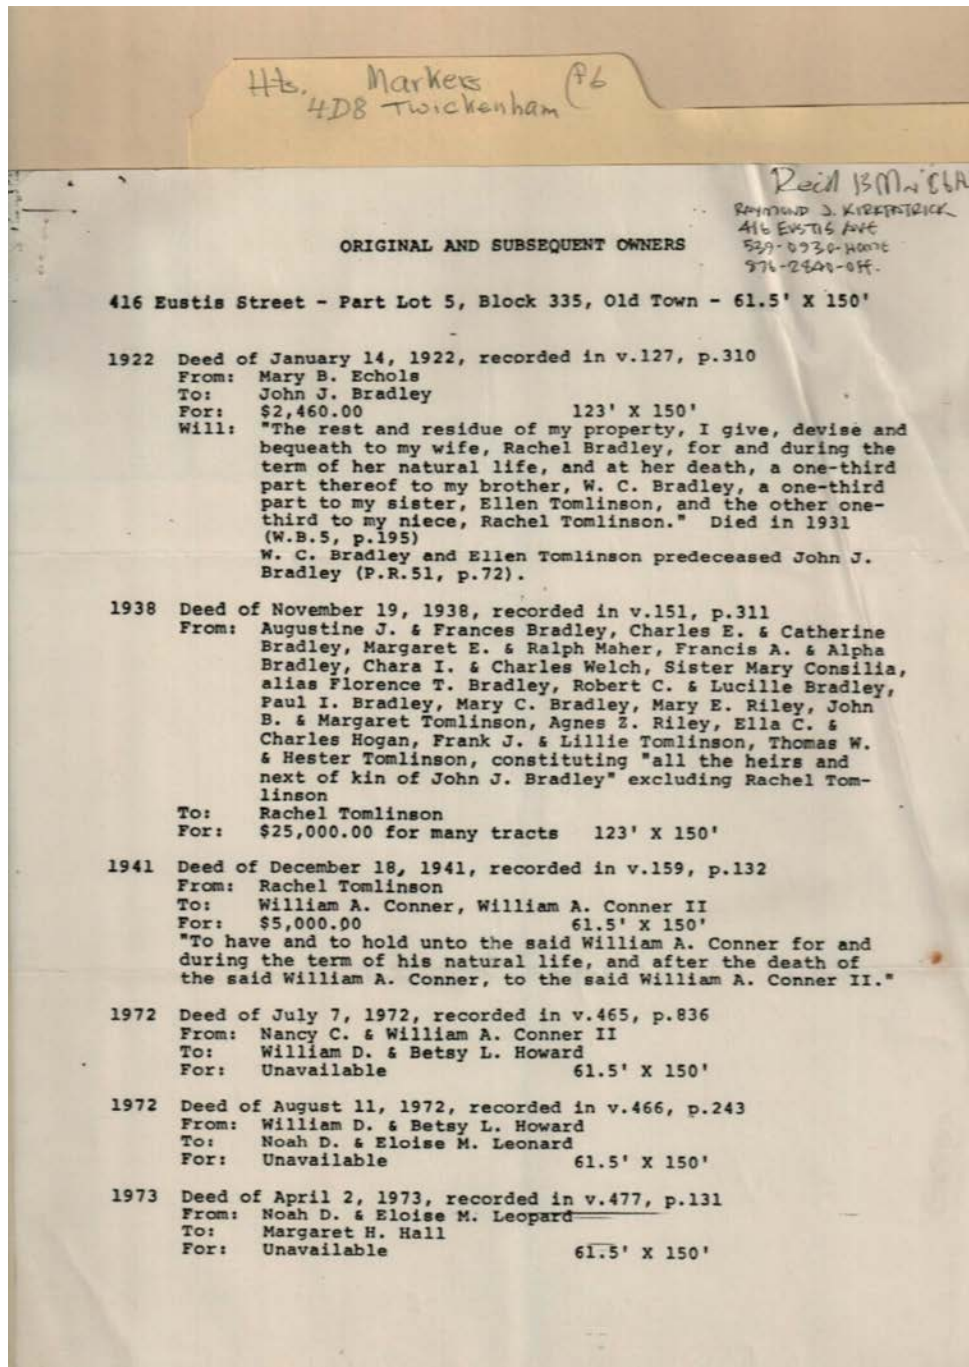 Hts. Markers P6
4D8 Twickenham
Rec'd 13 Mar
RAYMOND J. KIRKPATRICK
416 EUSTIS AVE
539-0930-HOME
876-2840-OFF.
ORIGINAL AND SUBSEQUENT OWNERS
416 Eustis Street - Part Lot 5, Block 335, Old Town - 61.5' X 150'
1922 Deed of January 14, 1922, recorded in v.127, p.310
From: Mary B. Echols
To: John J. Bradley
For: $2,460.00 123' X 150'
Will: "The rest and residue of my property, I give, devise and
bequeath to my wife, Rachel Bradley, for and during the
term of her natural life, and at her death, a one-third
part thereof to my brother, W. C. Bradley, a one-third
part to my sister, Ellen Tomlinson, and the other one-
third to my niece, Rachel Tomlinson." Died in 1931
(W.B.5, p.195)
W. C. Bradley and Ellen Tomlinson predeceased John J.
Bradley (P.R.51, p.72).
1938 Deed of November 19, 1938, recorded in v.151, p.311
From: Augustine J. & Frances Bradley, Charles E. & Catherine
Bradley, Margaret E. & Ralph Maher, Francis A. & Alpha
Bradley, Chara I. & Charles Welch, Sister Mary Consilia,
alias Florence T. Bradley, Robert C. & Lucille Bradley,
Paul I. Bradley, Mary C. Bradley, Mary E. Riley, John
B. & Margaret Tomlinson, Agnes Z. Riley, Ella C. &
Charles Hogan, Frank J. & Lillie Tomlinson, Thomas W.
& Hester Tomlinson, constituting "all the heirs and
next of kin of John J. Bradley" excluding Rachel Tom-
linson
To: Rachel Tomlinson
For: $25,000.00 for many tracts 123' X 150'
1941 Deed of December 18, 1941, recorded in v.159, p.132
From: Rachel Tomlinson
To: William A. Conner, William A. Conner II
For: $5,000.00 61.5' X 150'
"To have and to hold unto the said William A. Conner for and
during the term of his natural life, and after the death of
the said William A. Conner, to the said William A. Conner II."
1972 Deed of July 7, 1972, recorded in v.465, p.836
From: Nancy C. & William A. Conner II
To: William D. & Betsy L. Howard
For: Unavailable 61.5' X 150'
1972 Deed of August 11, 1972, recorded in v.466, p.243
From: William D. & Betsy L. Howard
To: Noah D. & Eloise M. Leonard
For: Unavailable 61.5' X 150'
1973 Deed of April 2, 1973, recorded in v.477, p.131
From: Noah D. & Eloise M. Leopard
To: Margaret H. Hall
For: Unavailable 61.5' X 150'